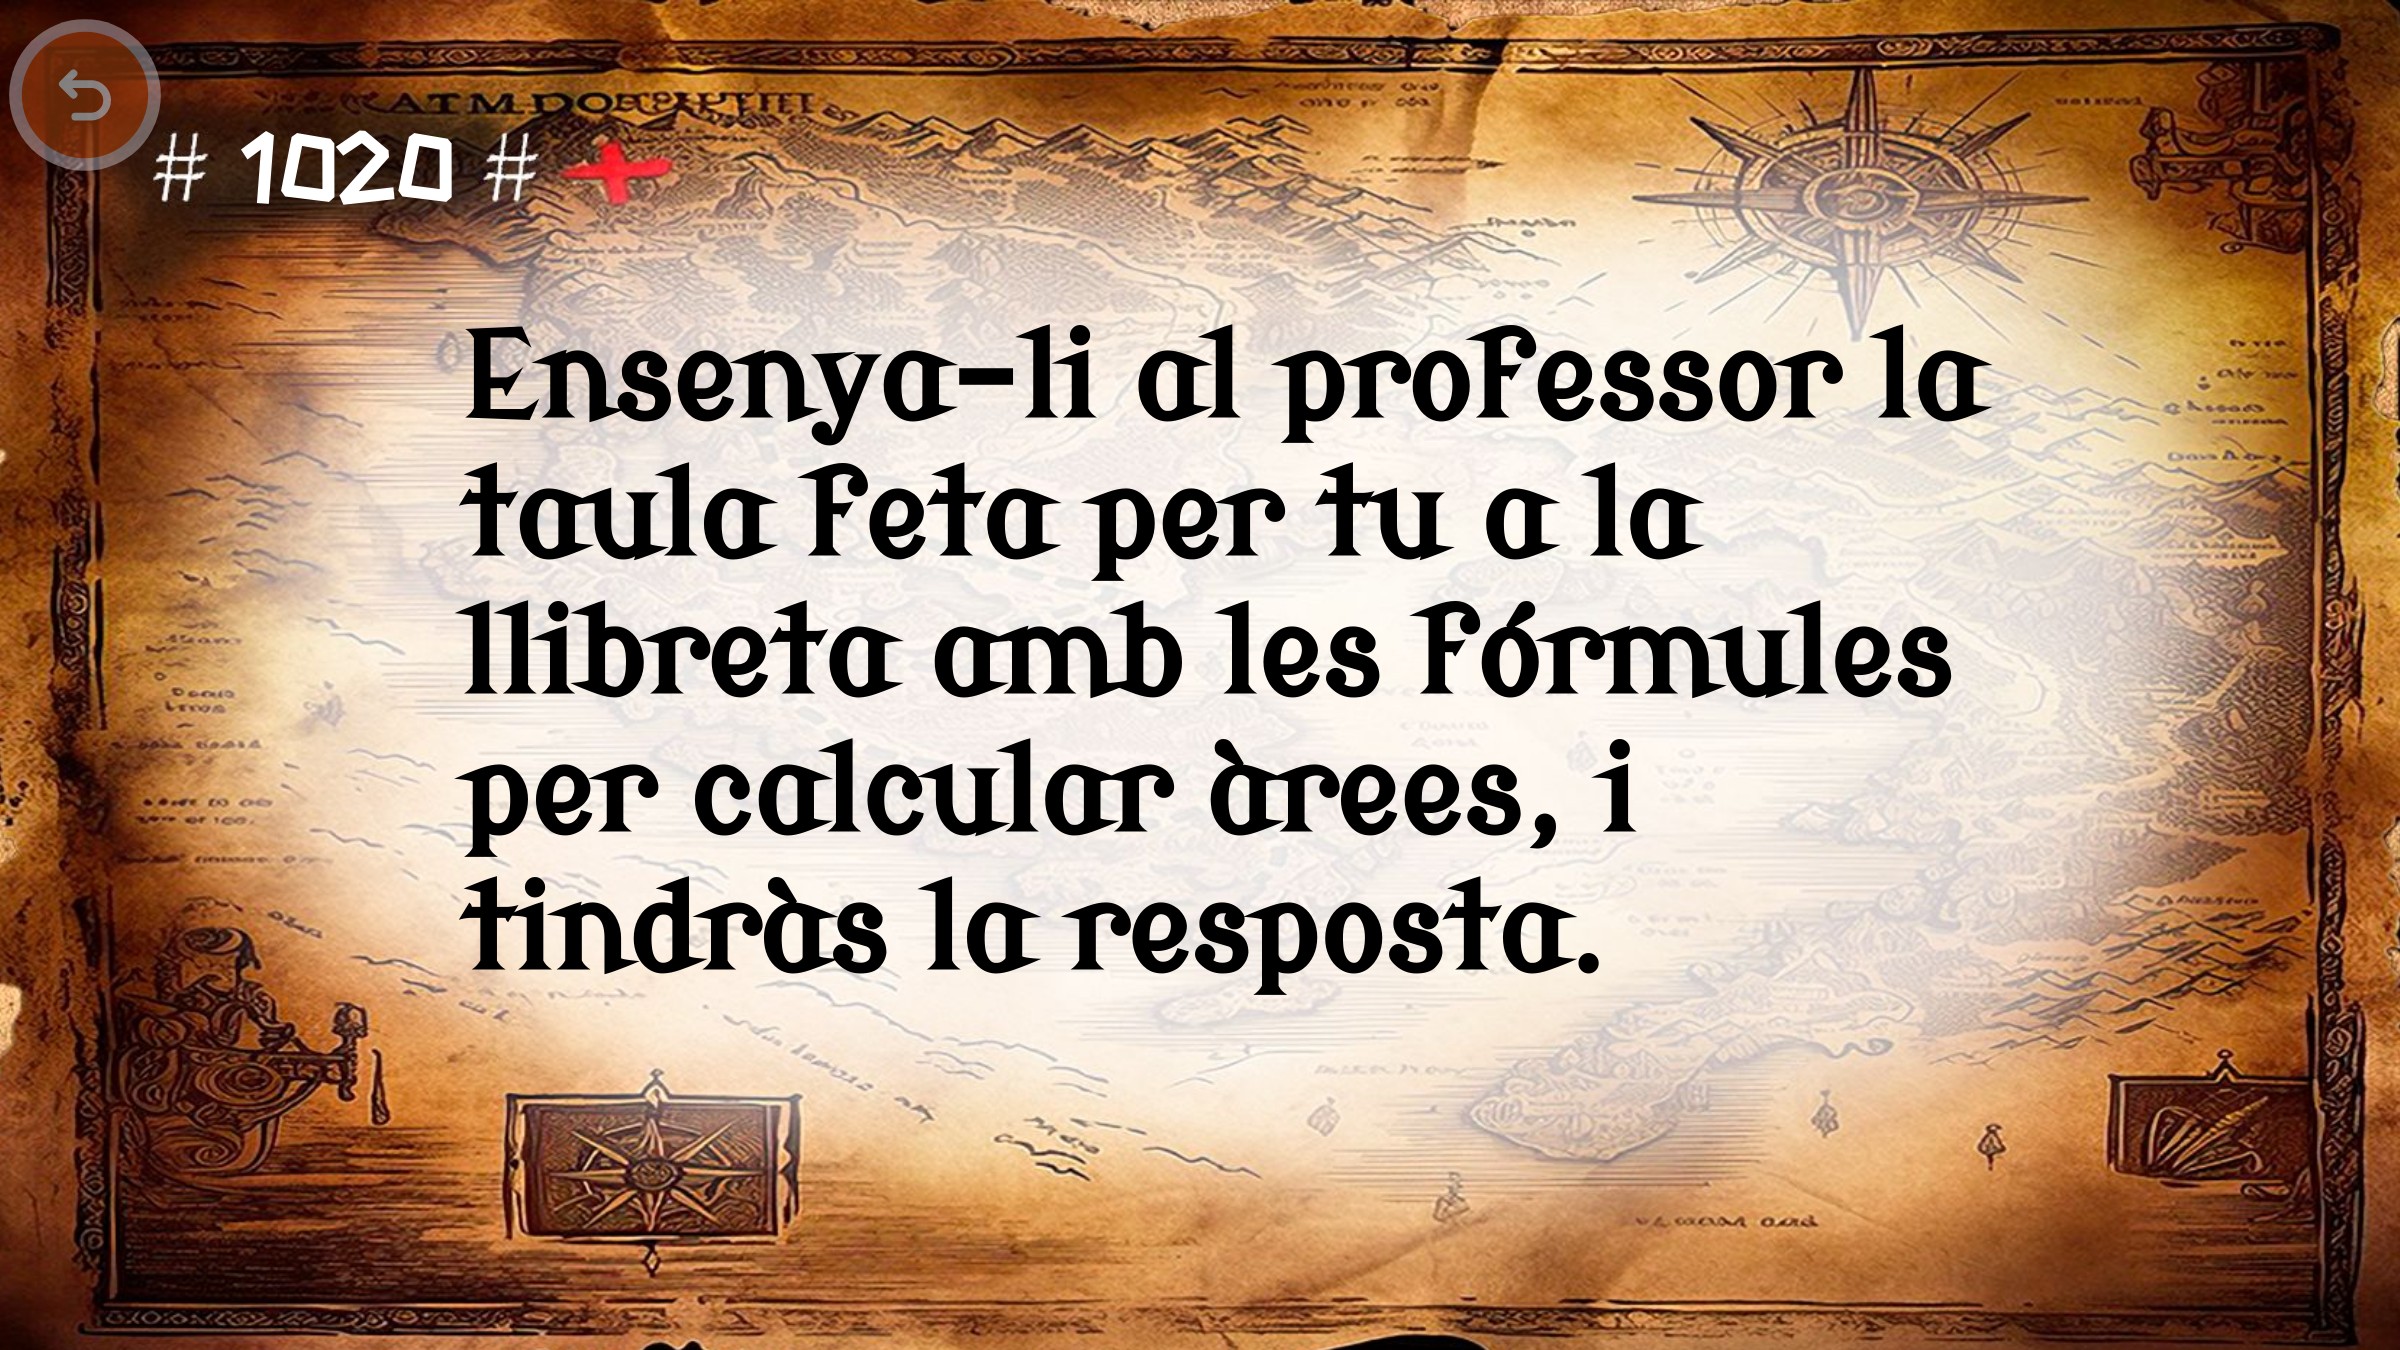 # 1020 #
Ensenya-li al professor la
taula feta per tu a la
llibreta amb les fórmules
per calcular àrees, i
tindràs la resposta.